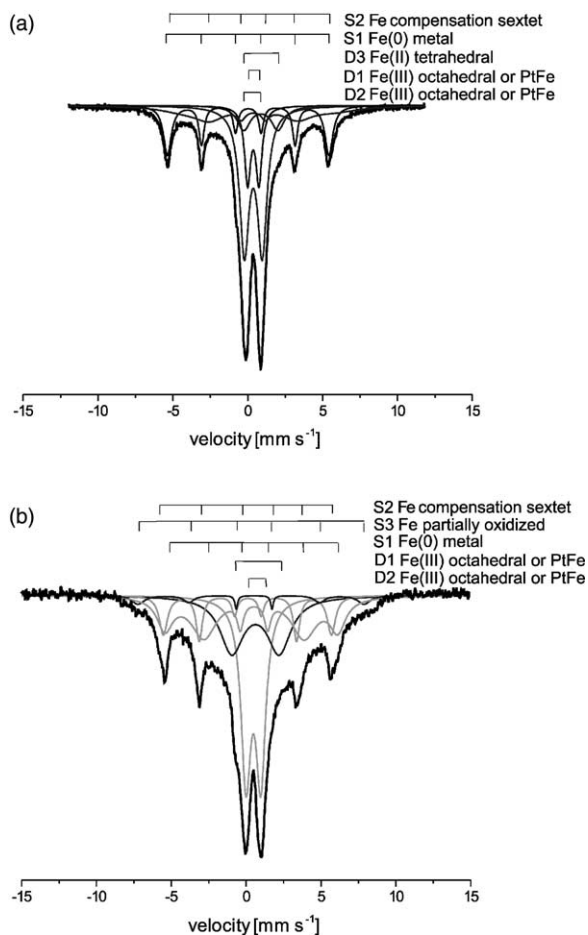 (a)
S2 Fe compensation sextet
S1 Fe(0) metal
D3 Fe(II) tetrahedral
D1 Fe(III) octahedral or PtFe
D2 Fe(III) octahedral or PtFe
-15 -10 -5 0 5 10 15
velocity [mm s⁻¹]
(b)
S2 Fe compensation sextet
S3 Fe partially oxidized
S1 Fe(0) metal
D1 Fe(III) octahedral or PtFe
D2 Fe(III) octahedral or PtFe
-15 -10 -5 0 5 10 15
velocity [mm s⁻¹]